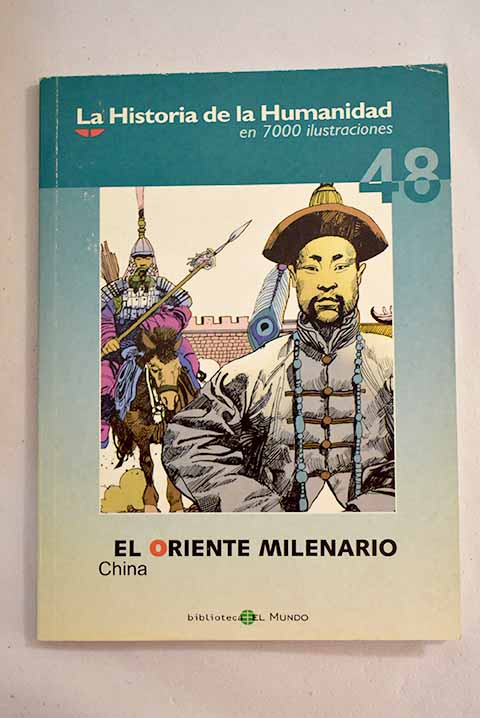 La Historia de la Humanidad
en 7000 ilustraciones
48
EL ORIENTE MILENARIO
China
biblioteca EL MUNDO